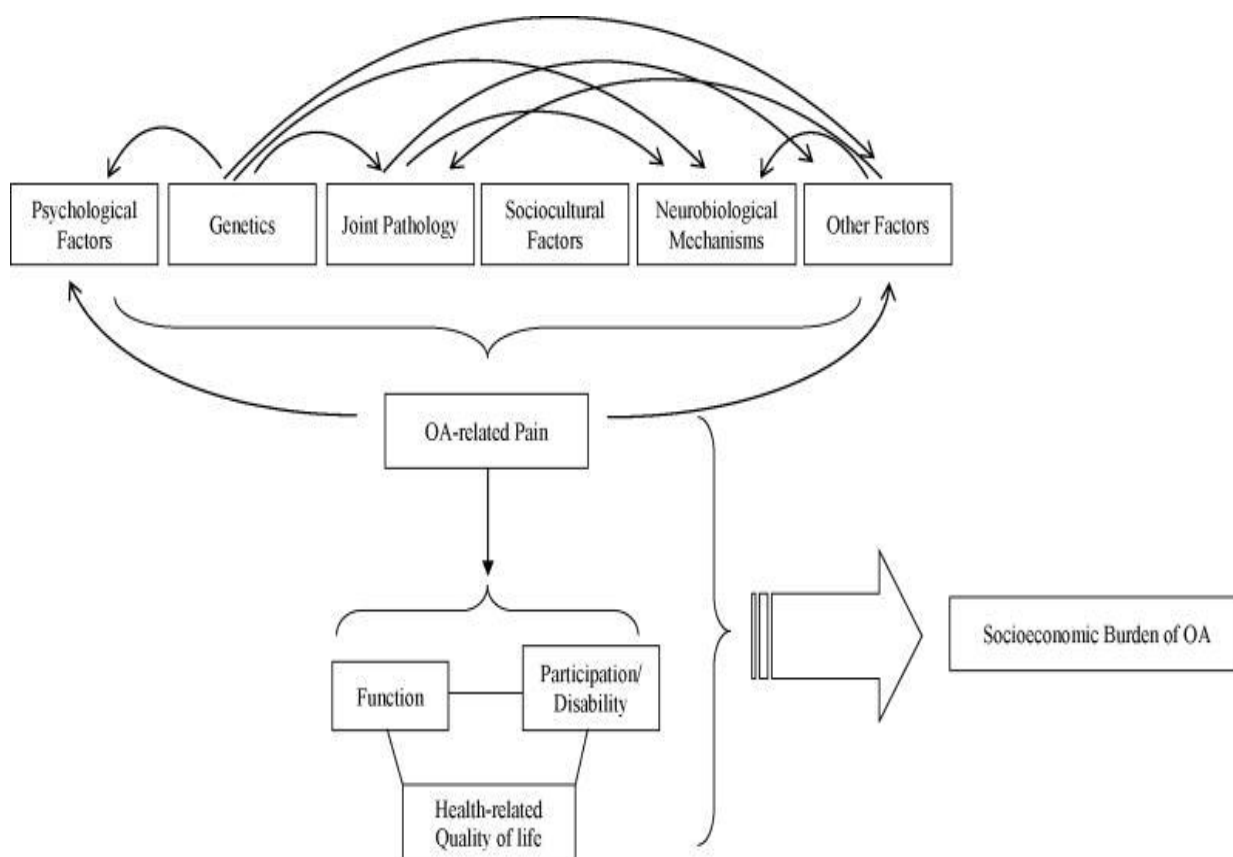 Psychological
Factors
Genetics
Joint Pathology
Sociocultural
Factors
Neurobiological
Mechanisms
Other Factors
OA-related Pain
Function
Participation/
Disability
Health-related
Quality of life
Socioeconomic Burden of OA